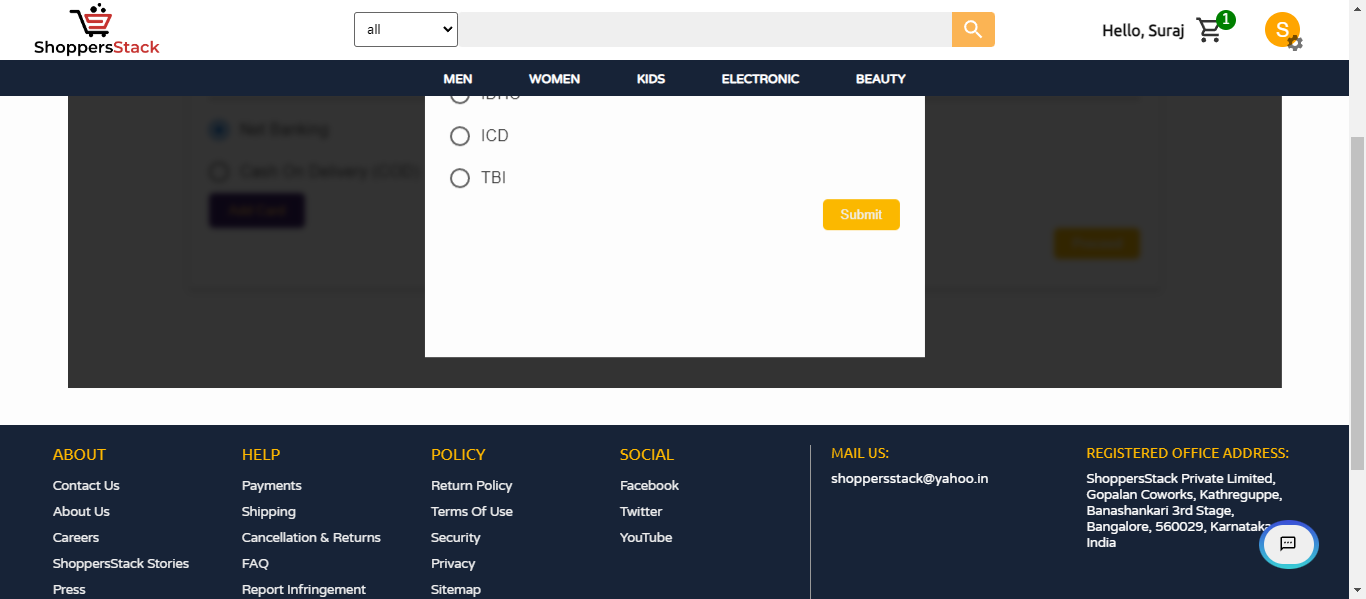 ShoppersStack
all
Hello, Suraj
1
S
MEN WOMEN KIDS ELECTRONIC BEAUTY
Net Banking
Cash On Delivery (COD)
Add Card
ICD
TBI
Submit
ABOUT
Contact Us
About Us
Careers
ShoppersStack Stories
Press
HELP
Payments
Shipping
Cancellation & Returns
FAQ
Report Infringement
POLICY
Return Policy
Terms Of Use
Security
Privacy
Sitemap
SOCIAL
Facebook
Twitter
YouTube
MAIL US:
shoppersstack@yahoo.in
REGISTERED OFFICE ADDRESS:
ShoppersStack Private Limited,
Gopalan Coworks, Kathreguppe,
Banashankari 3rd Stage,
Bangalore, 560029, Karnataka
India